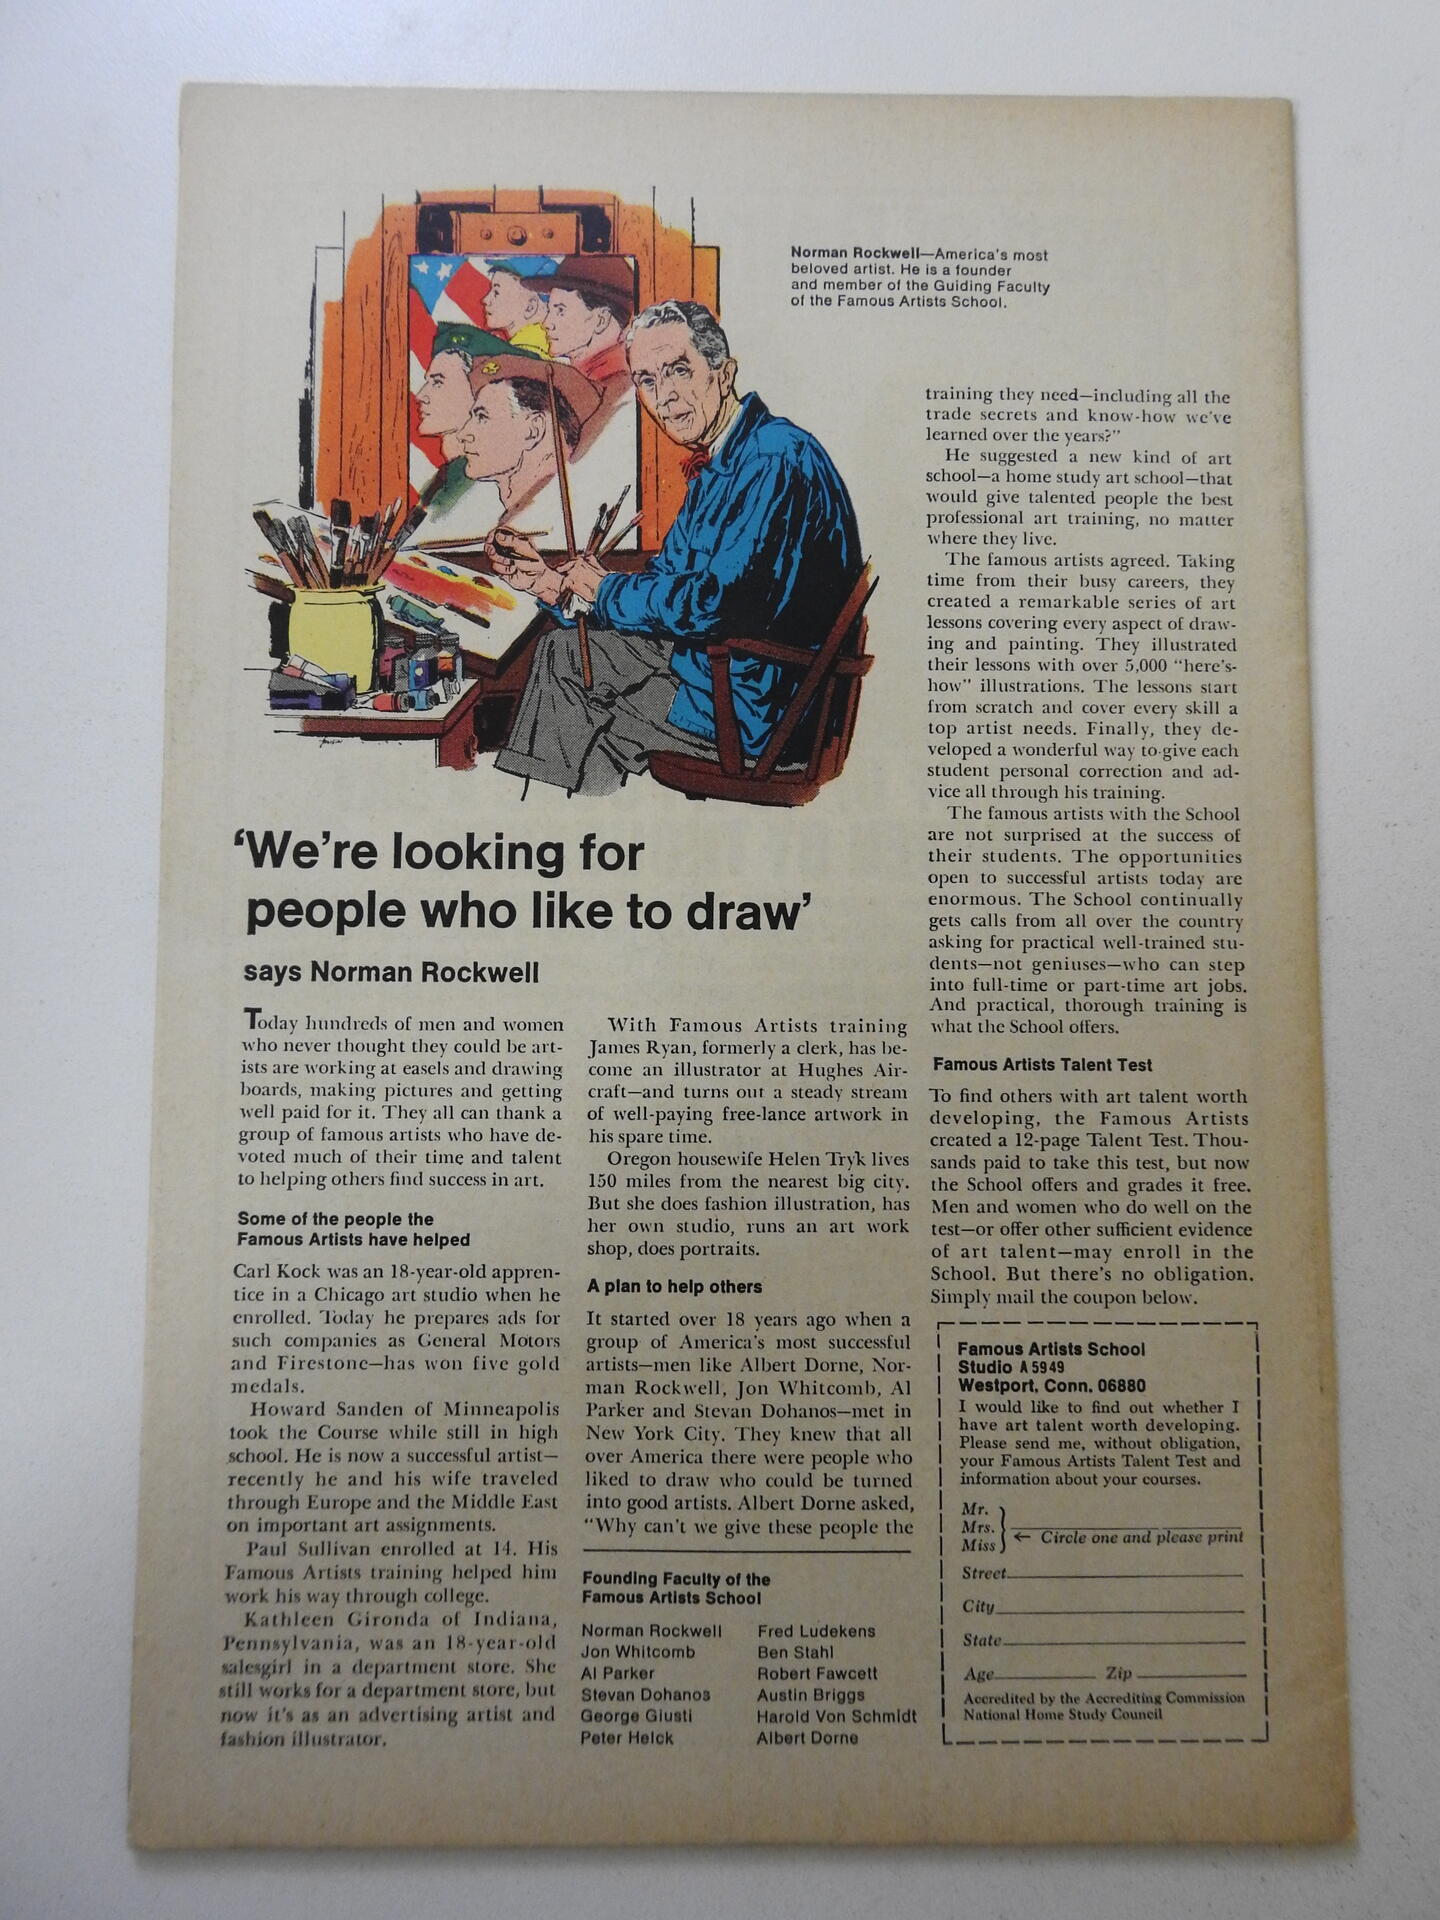 Norman Rockwell—America's most
beloved artist. He is a founder
and member of the Guiding Faculty
of the Famous Artists School.
'We're looking for
people who like to draw'
says Norman Rockwell
Today hundreds of men and women
who never thought they could be art-
ists are working at easels and drawing
boards, making pictures and getting
well paid for it. They all can thank a
group of famous artists who have de-
voted much of their time and talent
to helping others find success in art.
Some of the people the
Famous Artists have helped
Carl Kock was an 18-year-old appren-
tice in a Chicago art studio when he
enrolled. Today he prepares ads for
such companies as General Motors
and Firestone—has won five gold
medals.
Howard Sanden of Minneapolis
took the Course while still in high
school. He is now a successful artist—
recently he and his wife traveled
through Europe and the Middle East
on important art assignments.
Paul Sullivan enrolled at 14. His
Famous Artists training helped him
work his way through college.
Kathleen Gironda of Indiana,
Pennsylvania, was an 18-year-old
salesgirl in a department store. She
still works for a department store, but
now it's as an advertising artist and
fashion illustrator.
With Famous Artists training
James Ryan, formerly a clerk, has be-
come an illustrator at Hughes Air-
craft—and turns out a steady stream
of well-paying free-lance artwork in
his spare time.
Oregon housewife Helen Tryk lives
150 miles from the nearest big city.
But she does fashion illustration, has
her own studio, runs an art work
shop, does portraits.
A plan to help others
It started over 18 years ago when a
group of America's most successful
artists—men like Albert Dorne, Nor-
man Rockwell, Jon Whitcomb, Al
Parker and Stevan Dohanos—met in
New York City. They knew that all
over America there were people who
liked to draw who could be turned
into good artists. Albert Dorne asked,
"Why can't we give these people the
training they need—including all the
trade secrets and know-how we've
learned over the years?"
He suggested a new kind of art
school—a home study art school—that
would give talented people the best
professional art training, no matter
where they live.
The famous artists agreed. Taking
time from their busy careers, they
created a remarkable series of art
lessons covering every aspect of draw-
ing and painting. They illustrated
their lessons with over 5,000 "here's-
how" illustrations. The lessons start
from scratch and cover every skill a
top artist needs. Finally, they de-
veloped a wonderful way to give each
student personal correction and ad-
vice all through his training.
The famous artists with the School
are not surprised at the success of
their students. The opportunities
open to successful artists today are
enormous. The School continually
gets calls from all over the country
asking for practical well-trained stu-
dents—not geniuses—who can step
into full-time or part-time art jobs.
And practical, thorough training is
what the School offers.
Famous Artists Talent Test
To find others with art talent worth
developing, the Famous Artists
created a 12-page Talent Test. Thou-
sands paid to take this test, but now
the School offers and grades it free.
Men and women who do well on the
test—or offer other sufficient evidence
of art talent—may enroll in the
School. But there's no obligation.
Simply mail the coupon below.
Founding Faculty of the
Famous Artists School
Norman Rockwell
Jon Whitcomb
Al Parker
Stevan Dohanos
George Giusti
Peter Helck
Fred Ludekens
Ben Stahl
Robert Fawcett
Austin Briggs
Harold Von Schmidt
Albert Dorne
Famous Artists School
Studio A5949
Westport, Conn. 06880
I would like to find out whether I
have art talent worth developing.
Please send me, without obligation,
your Famous Artists Talent Test and
information about your courses.
Mr.
Mrs.
Miss
← Circle one and please print
Street
City
State
Age Zip
Accredited by the Accrediting Commission
National Home Study Council